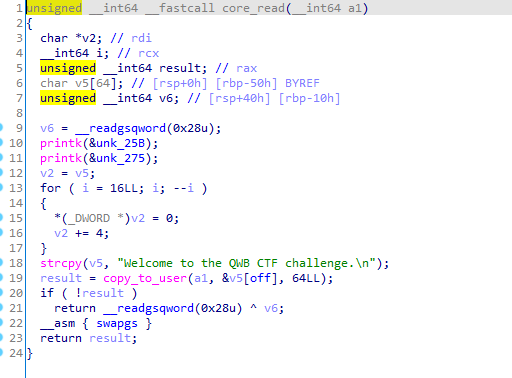 1 unsigned __int64 __fastcall core_read(__int64 a1)
2 {
3 char *v2; // rdi
4 __int64 i; // rcx
5 unsigned __int64 result; // rax
6 char v5[64]; // [rsp+0h] [rbp-50h] BYREF
7 unsigned __int64 v6; // [rsp+40h] [rbp-10h]
8
9 v6 = __readgsqword(0x28u);
10 printk(&unk_25B);
11 printk(&unk_275);
12 v2 = v5;
13 for ( i = 16LL; i; --i )
14 {
15 *(_DWORD *)v2 = 0;
16 v2 += 4;
17 }
18 strcpy(v5, "Welcome to the QWB CTF challenge.\n");
19 result = copy_to_user(a1, &v5[off], 64LL);
20 if ( !result )
21 return __readgsqword(0x28u) ^ v6;
22 __asm { swapgs }
23 return result;
24 }